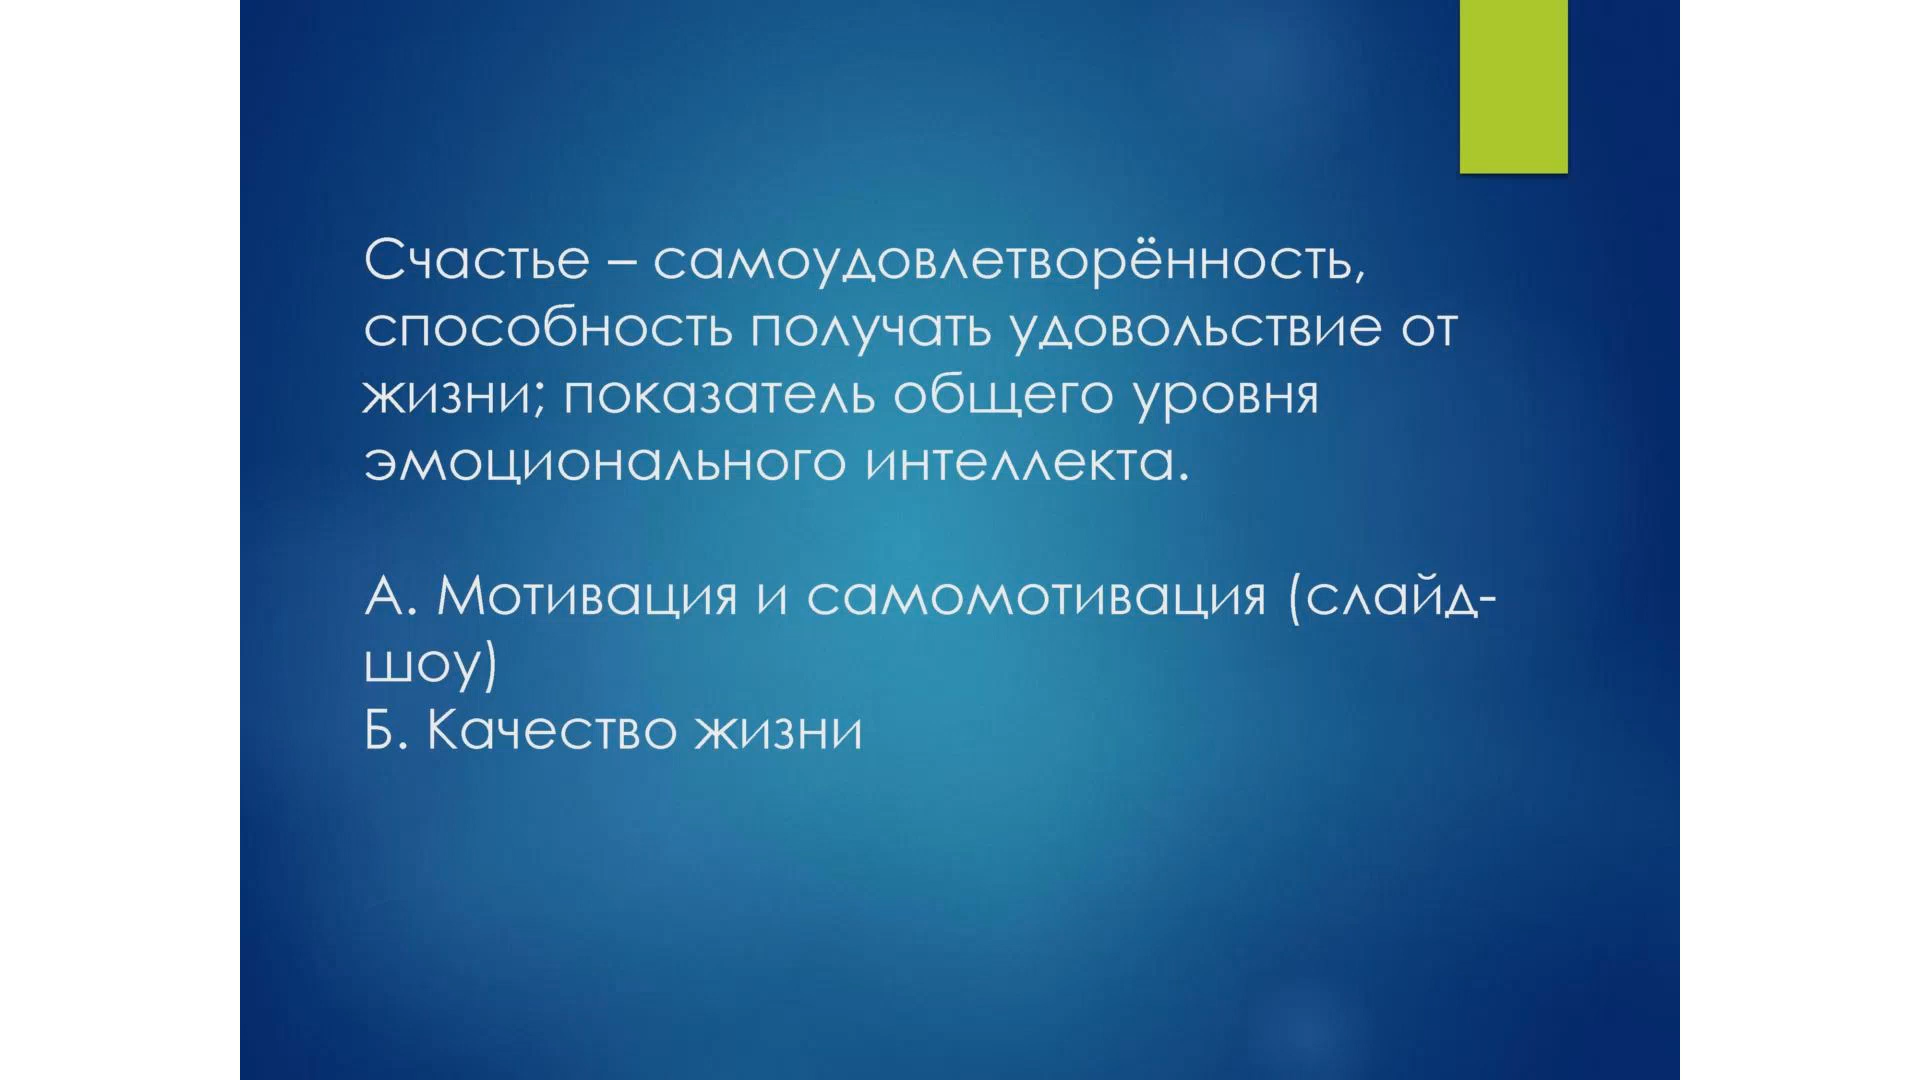 Счастье – самоудовлетворённость,
способность получать удовольствие от
жизни; показатель общего уровня
эмоционального интеллекта.
А. Мотивация и самомотивация (слайд-
шоу)
Б. Качество жизни